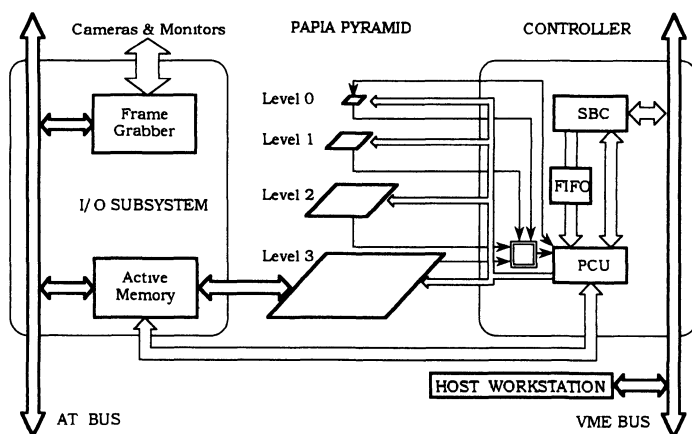 Cameras & Monitors
PAPIA PYRAMID
CONTROLLER
Frame
Grabber
Level 0
Level 1
Level 2
Level 3
SBC
FIFO
I/O SUBSYSTEM
Active
Memory
PCU
HOST WORKSTATION
AT BUS
VME BUS